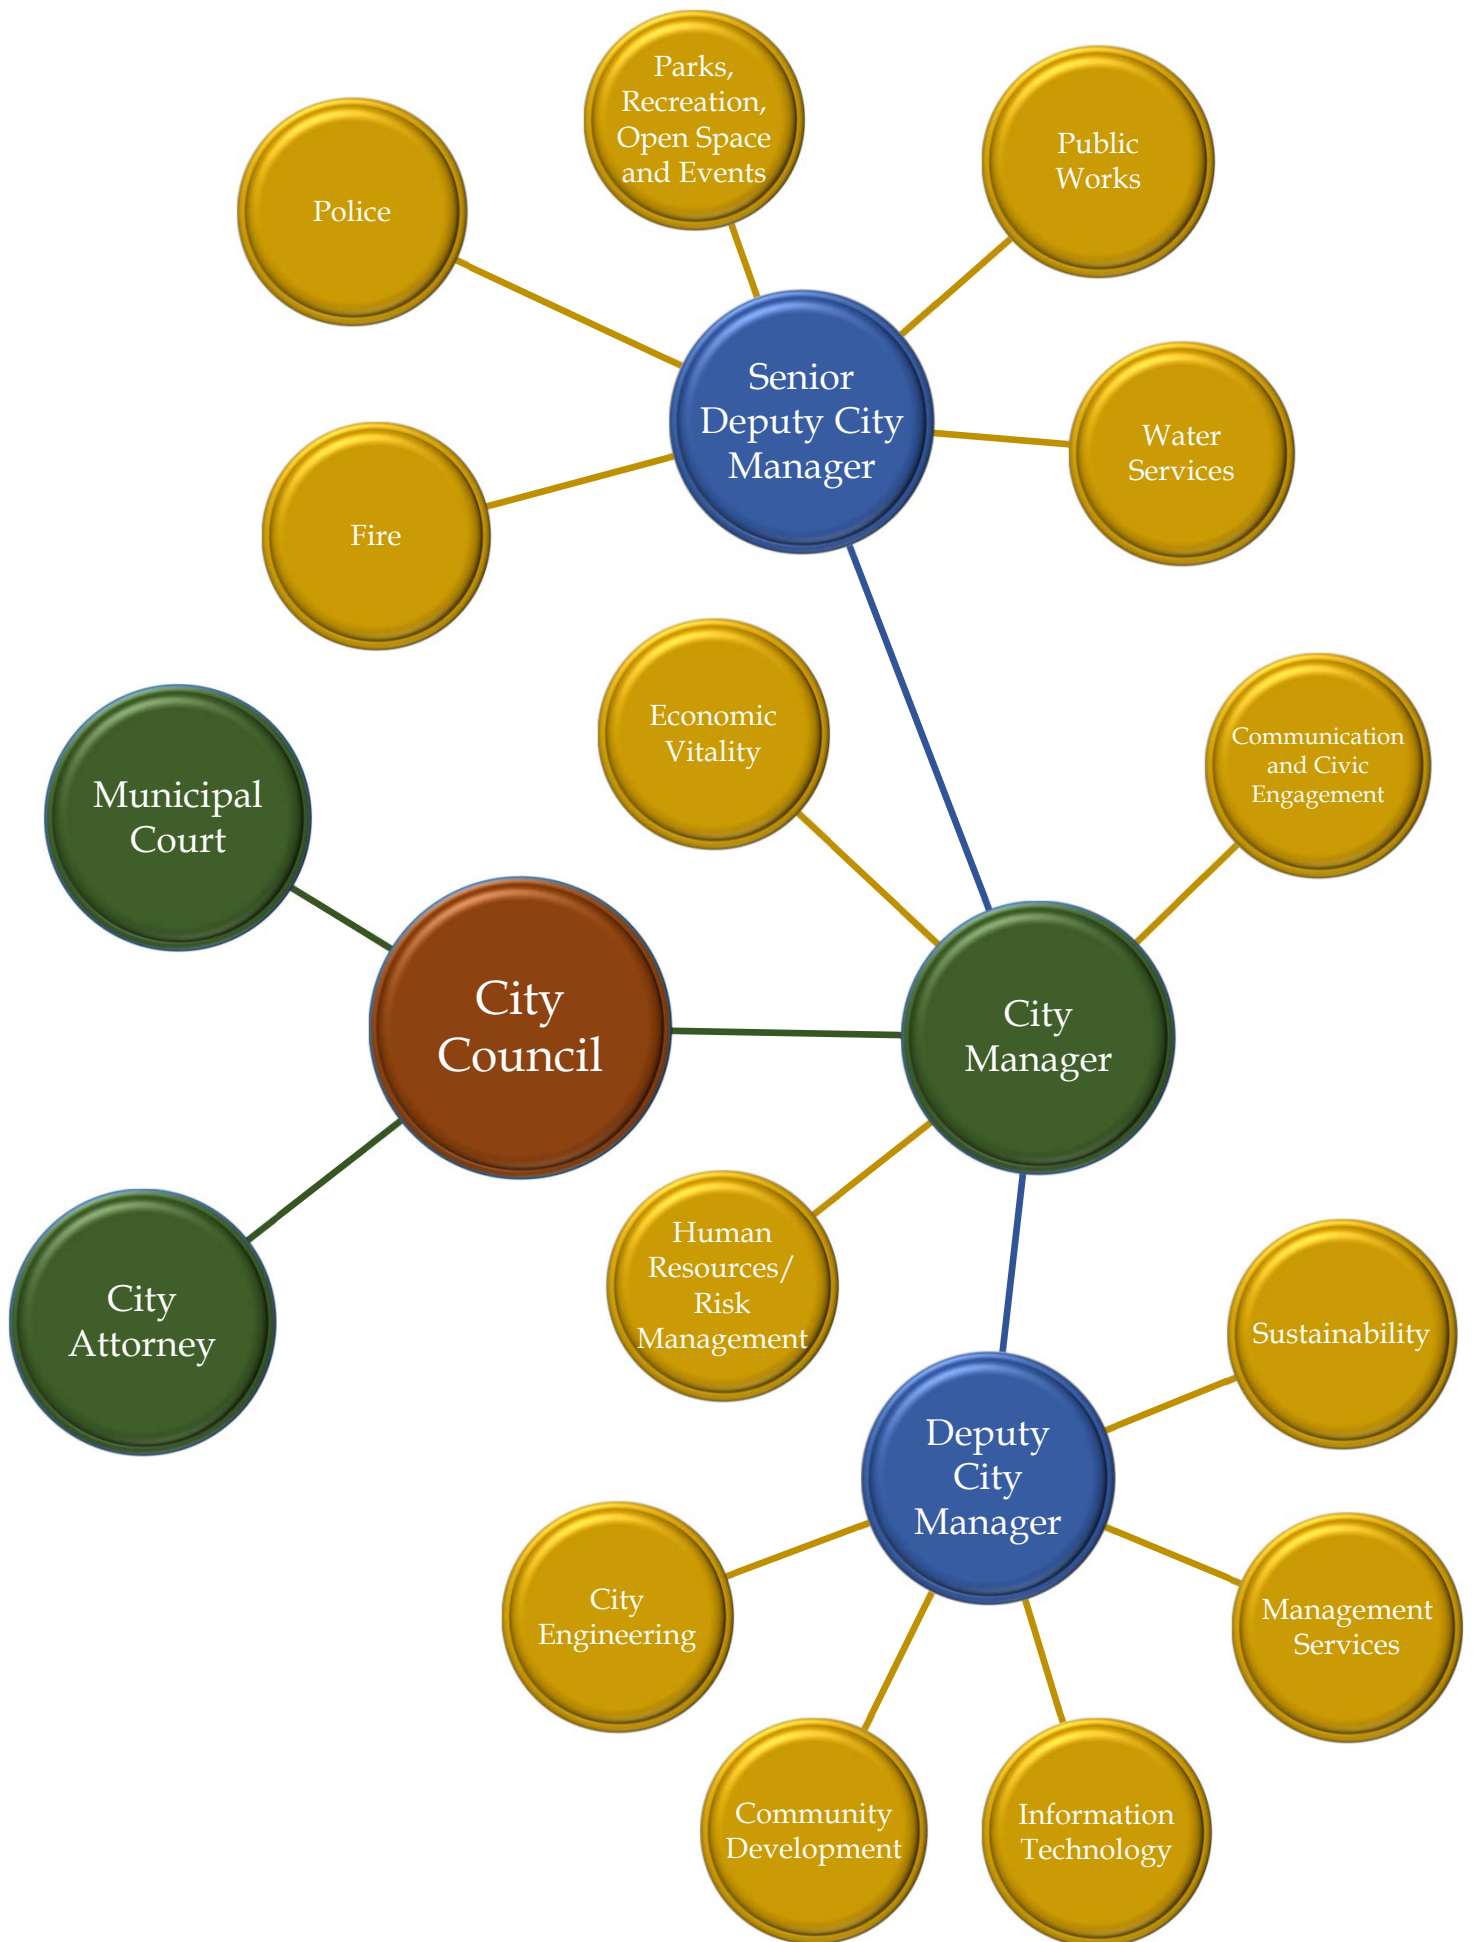 Parks,
Recreation,
Open Space
and Events
Public
Works
Police
Senior
Deputy City
Manager
Water
Services
Fire
Economic
Vitality
Communication
and Civic
Engagement
Municipal
Court
City
Council
City
Manager
Human
Resources/
Risk
Management
City
Attorney
Sustainability
Deputy
City
Manager
City
Engineering
Management
Services
Community
Development
Information
Technology